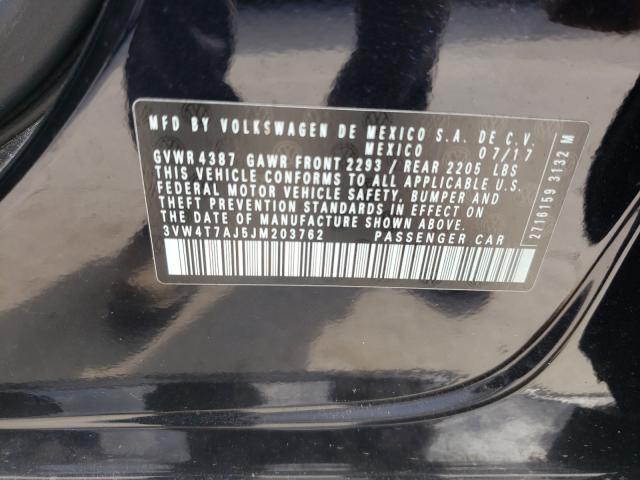 MFD BY VOLKSWAGEN DE MEXICO S.A. DE C.V.
MEXICO 07/17
GVWR 4387 GAWR FRONT 2293 / REAR 2205 LBS
THIS VEHICLE CONFORMS TO ALL APPLICABLE U.S.
FEDERAL MOTOR VEHICLE SAFETY, BUMPER AND
THEFT PREVENTION STANDARDS IN EFFECT ON
THE DATE OF MANUFACTURE SHOWN ABOVE.
3VW4T7AJ5JM203762 PASSENGER CAR
2716159 3132 M